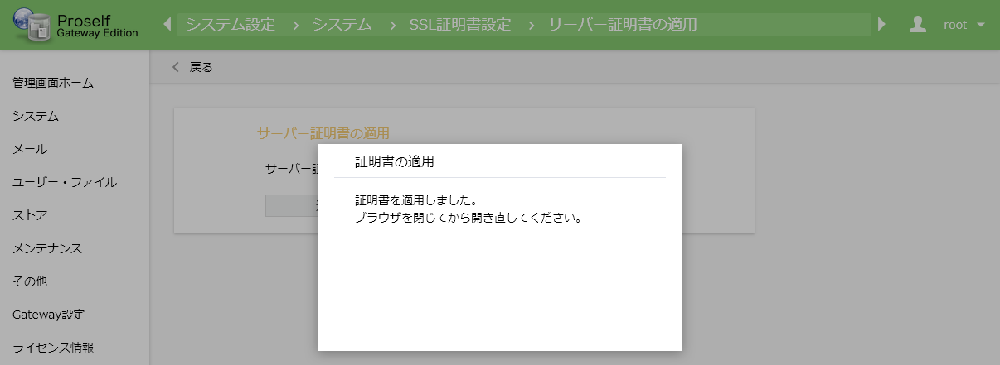 Proself
Gateway Edition
システム設定 > システム > SSL証明書設定 > サーバー証明書の適用
root
戻る
管理画面ホーム
システム
メール
ユーザー・ファイル
ストア
メンテナンス
その他
Gateway設定
ライセンス情報
サーバー証明書の適用
サーバー
証明書の適用
証明書を適用しました。
ブラウザを閉じてから開き直してください。